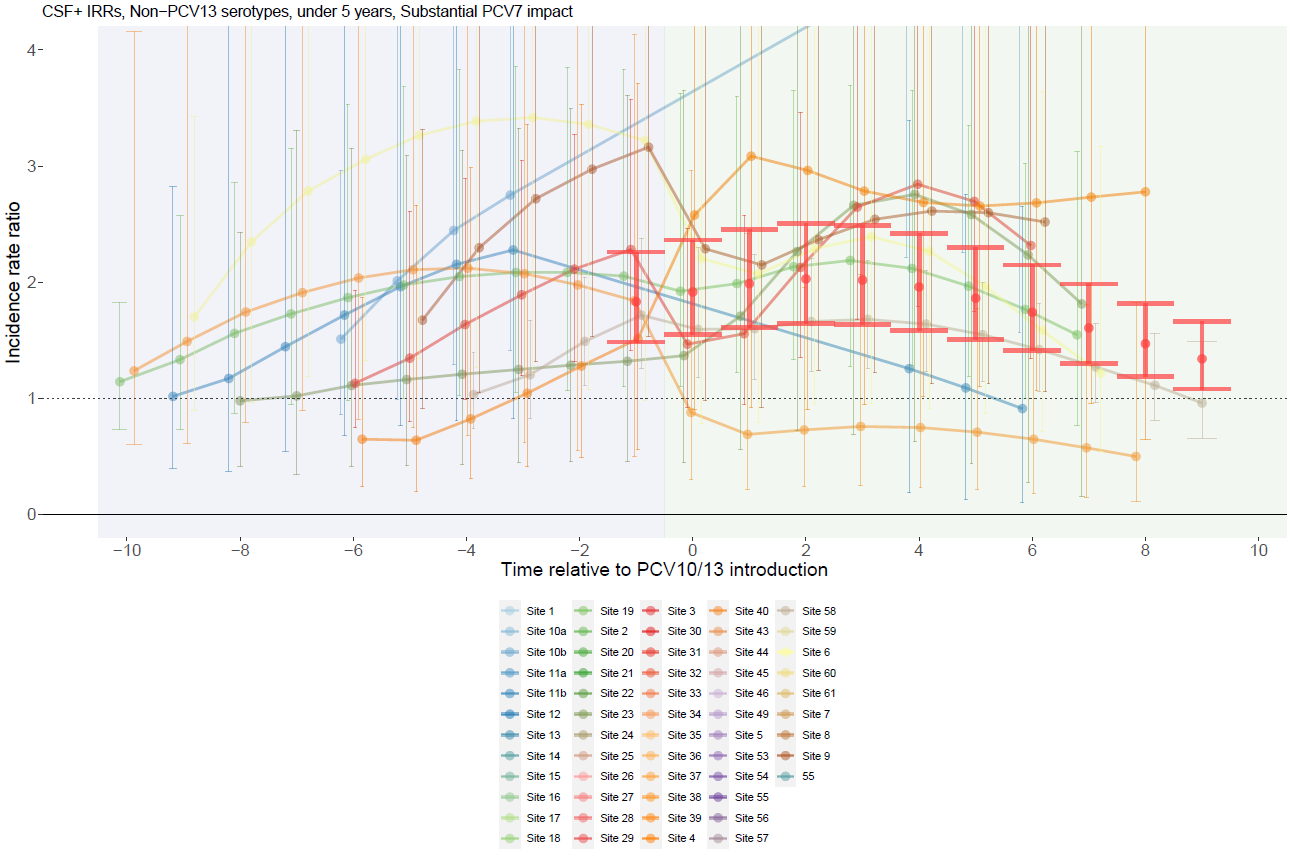 CSF+ IRRs, Non−PCV13 serotypes, under 5 years, Substantial PCV7 impact
Incidence rate ratio
4
3
2
1
0
−10 −8 −6 −4 −2 0 2 4 6 8 10
Time relative to PCV10/13 introduction
Site 1 Site 19 Site 3 Site 40 Site 58
Site 10a Site 2 Site 30 Site 43 Site 59
Site 10b Site 20 Site 31 Site 44 Site 6
Site 11a Site 21 Site 32 Site 45 Site 60
Site 11b Site 22 Site 33 Site 46 Site 61
Site 12 Site 23 Site 34 Site 49 Site 7
Site 13 Site 24 Site 35 Site 5 Site 8
Site 14 Site 25 Site 36 Site 53 Site 9
Site 15 Site 26 Site 37 Site 54 55
Site 16 Site 27 Site 38 Site 55
Site 17 Site 28 Site 39 Site 56
Site 18 Site 29 Site 4 Site 57